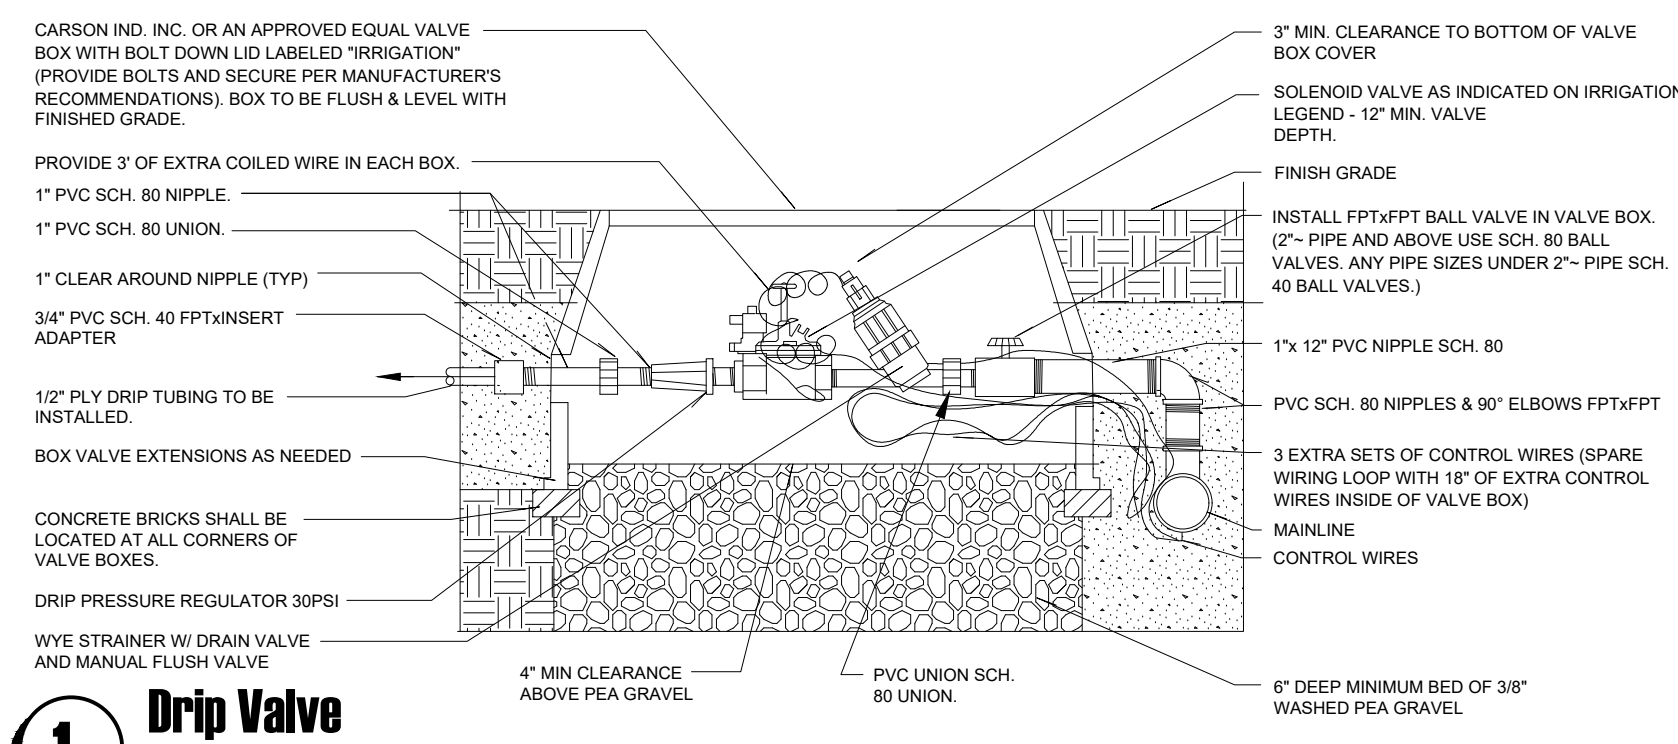 CARSON IND. INC. OR AN APPROVED EQUAL VALVE
BOX WITH BOLT DOWN LID LABELED "IRRIGATION"
(PROVIDE BOLTS AND SECURE PER MANUFACTURER'S
RECOMMENDATIONS). BOX TO BE FLUSH & LEVEL WITH
FINISHED GRADE.
PROVIDE 3' OF EXTRA COILED WIRE IN EACH BOX.
1" PVC SCH. 80 NIPPLE.
1" PVC SCH. 80 UNION.
1" CLEAR AROUND NIPPLE (TYP)
3/4" PVC SCH. 40 FPTxINSERT
ADAPTER
1/2" PLY DRIP TUBING TO BE
INSTALLED.
BOX VALVE EXTENSIONS AS NEEDED
CONCRETE BRICKS SHALL BE
LOCATED AT ALL CORNERS OF
VALVE BOXES.
DRIP PRESSURE REGULATOR 30PSI
WYE STRAINER W/ DRAIN VALVE
AND MANUAL FLUSH VALVE
4" MIN CLEARANCE
ABOVE PEA GRAVEL
PVC UNION SCH.
80 UNION.
3" MIN. CLEARANCE TO BOTTOM OF VALVE
BOX COVER
SOLENOID VALVE AS INDICATED ON IRRIGATION
LEGEND - 12" MIN. VALVE
DEPTH.
FINISH GRADE
INSTALL FPTxFPT BALL VALVE IN VALVE BOX.
(2"~ PIPE AND ABOVE USE SCH. 80 BALL
VALVES. ANY PIPE SIZES UNDER 2"~ PIPE SCH.
40 BALL VALVES.)
1"x 12" PVC NIPPLE SCH. 80
PVC SCH. 80 NIPPLES & 90° ELBOWS FPTxFPT
3 EXTRA SETS OF CONTROL WIRES (SPARE
WIRING LOOP WITH 18" OF EXTRA CONTROL
WIRES INSIDE OF VALVE BOX)
MAINLINE
CONTROL WIRES
6" DEEP MINIMUM BED OF 3/8"
WASHED PEA GRAVEL
1
Drip Valve